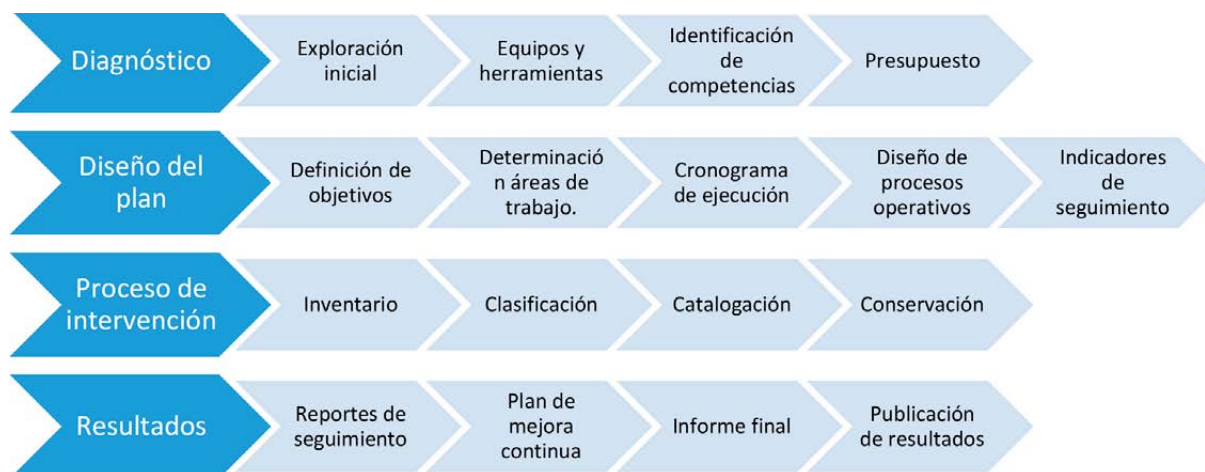 Diagnóstico
Exploración
inicial
Equipos y
herramientas
Identificación
de
competencias
Presupuesto
Diseño del
plan
Definición de
objetivos
Determinació
n áreas de
trabajo.
Cronograma
de ejecución
Diseño de
procesos
operativos
Indicadores
de
seguimiento
Proceso de
intervención
Inventario
Clasificación
Catalogación
Conservación
Resultados
Reportes de
seguimiento
Plan de
mejora
continua
Informe final
Publicación
de resultados